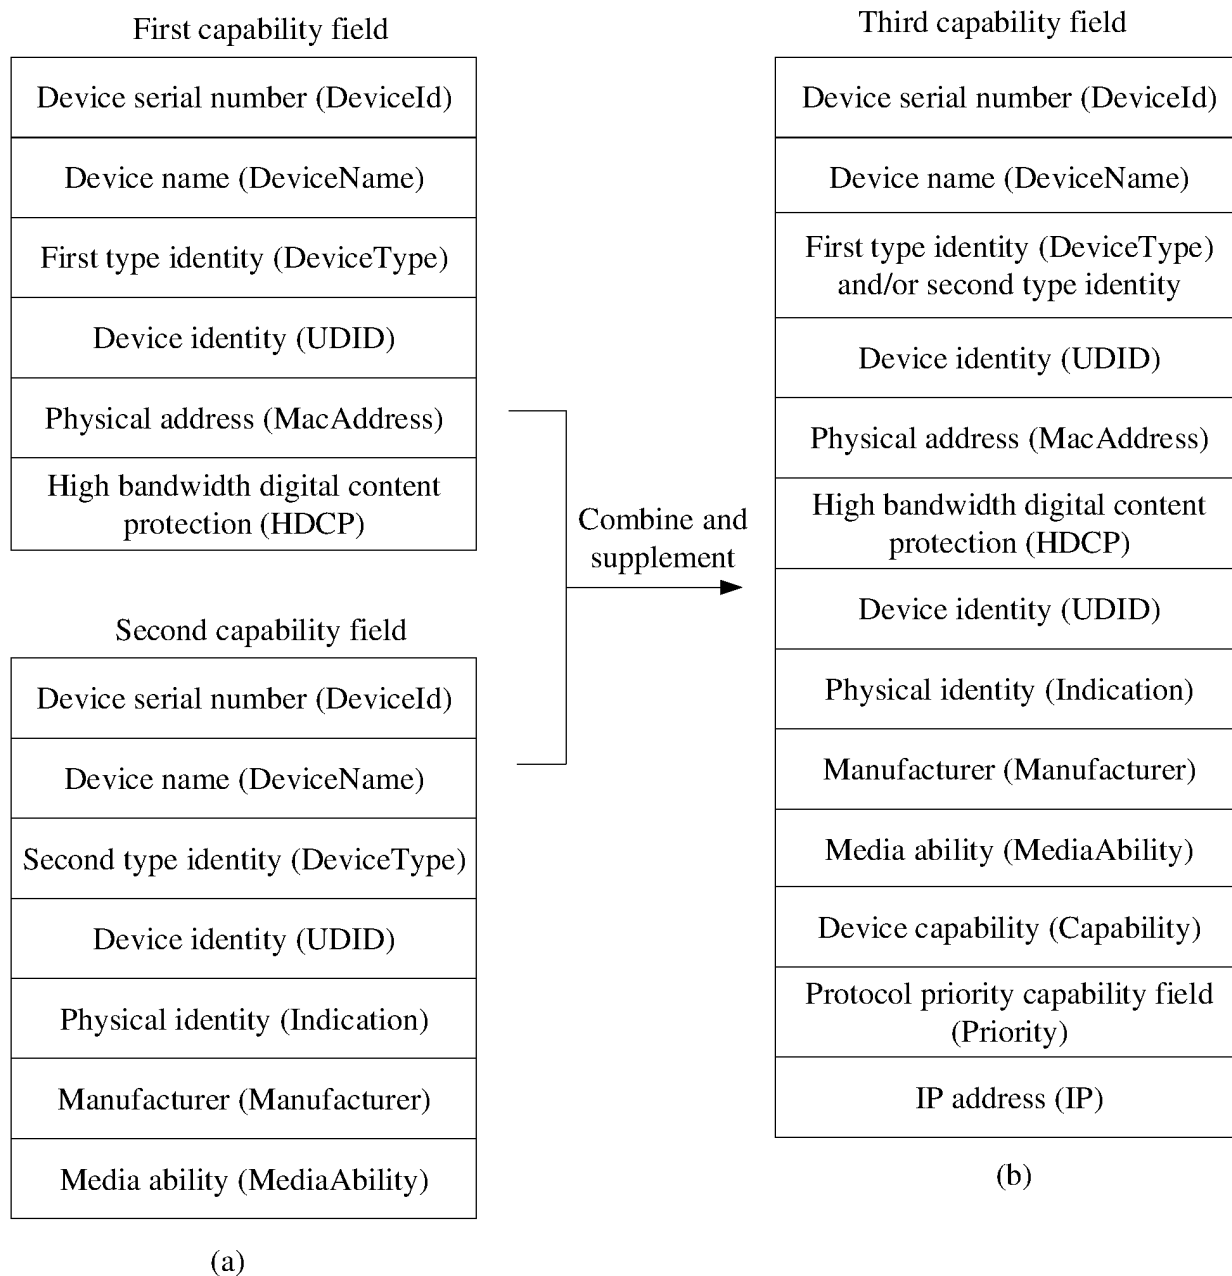 First capability field
Device serial number (DeviceId)
Device name (DeviceName)
First type identity (DeviceType)
Device identity (UDID)
Physical address (MacAddress)
High bandwidth digital content
protection (HDCP)
Second capability field
Device serial number (DeviceId)
Device name (DeviceName)
Second type identity (DeviceType)
Device identity (UDID)
Physical identity (Indication)
Manufacturer (Manufacturer)
Media ability (MediaAbility)
(a)
Combine and
supplement
Third capability field
Device serial number (DeviceId)
Device name (DeviceName)
First type identity (DeviceType)
and/or second type identity
Device identity (UDID)
Physical address (MacAddress)
High bandwidth digital content
protection (HDCP)
Device identity (UDID)
Physical identity (Indication)
Manufacturer (Manufacturer)
Media ability (MediaAbility)
Device capability (Capability)
Protocol priority capability field
(Priority)
IP address (IP)
(b)